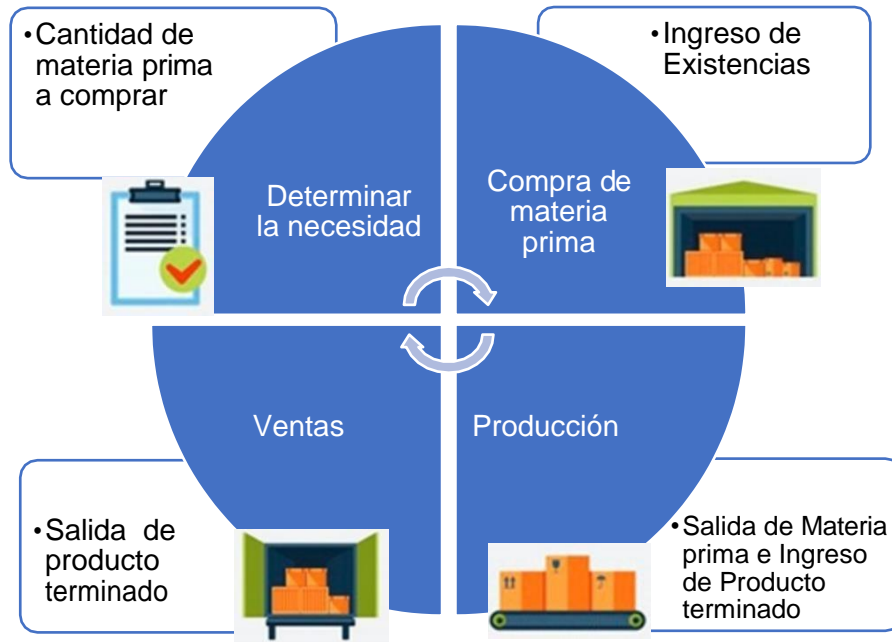 •Cantidad de
materia prima
a comprar
Determinar
la necesidad
•Ingreso de
Existencias
Compra de
materia
prima
Ventas
•Salida de
producto
terminado
Producción
•Salida de Materia
prima e Ingreso
de Producto
terminado